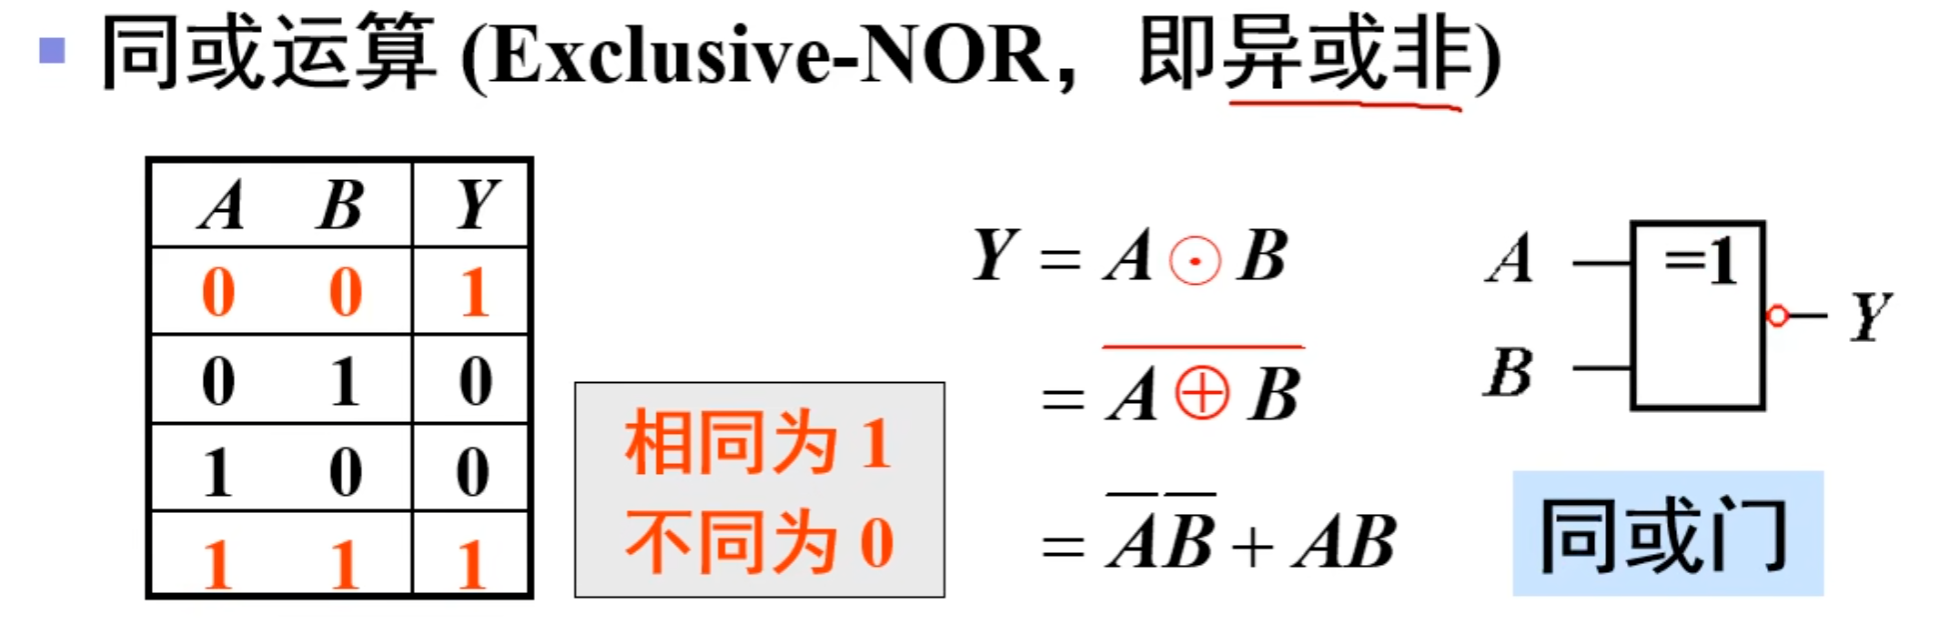 同或运算 (Exclusive-NOR，即异或非)
A B Y
0 0 1
0 1 0
1 0 0
1 1 1
相同为 1
不同为 0
Y = A ⊙ B
= \overline{A ⊕ B}
= \overline{A} \overline{B} + AB
A
B
=1
Y
同或门